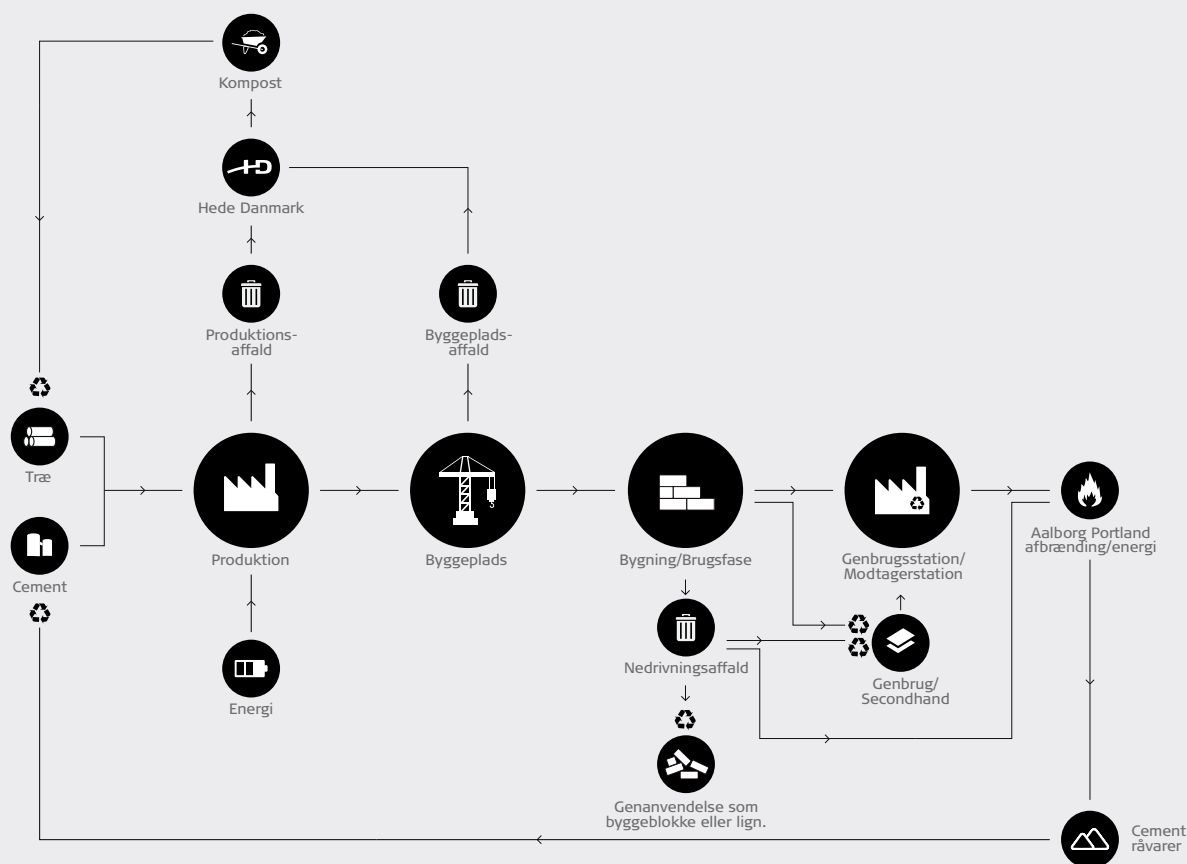 Kompost
HD
Hede Danmark
Produktions-
affald
Byggeplads-
affald
Træ
Cement
Produktion
Byggeplads
Bygning/Brugsfase
Genbrugsstation/
Modtagerstation
Aalborg Portland
afbrænding/energi
Energi
Nedrivningsaffald
Genbrug/
Secondhand
Genanvendelse som
byggeblokke eller lign.
Cement
råvarer